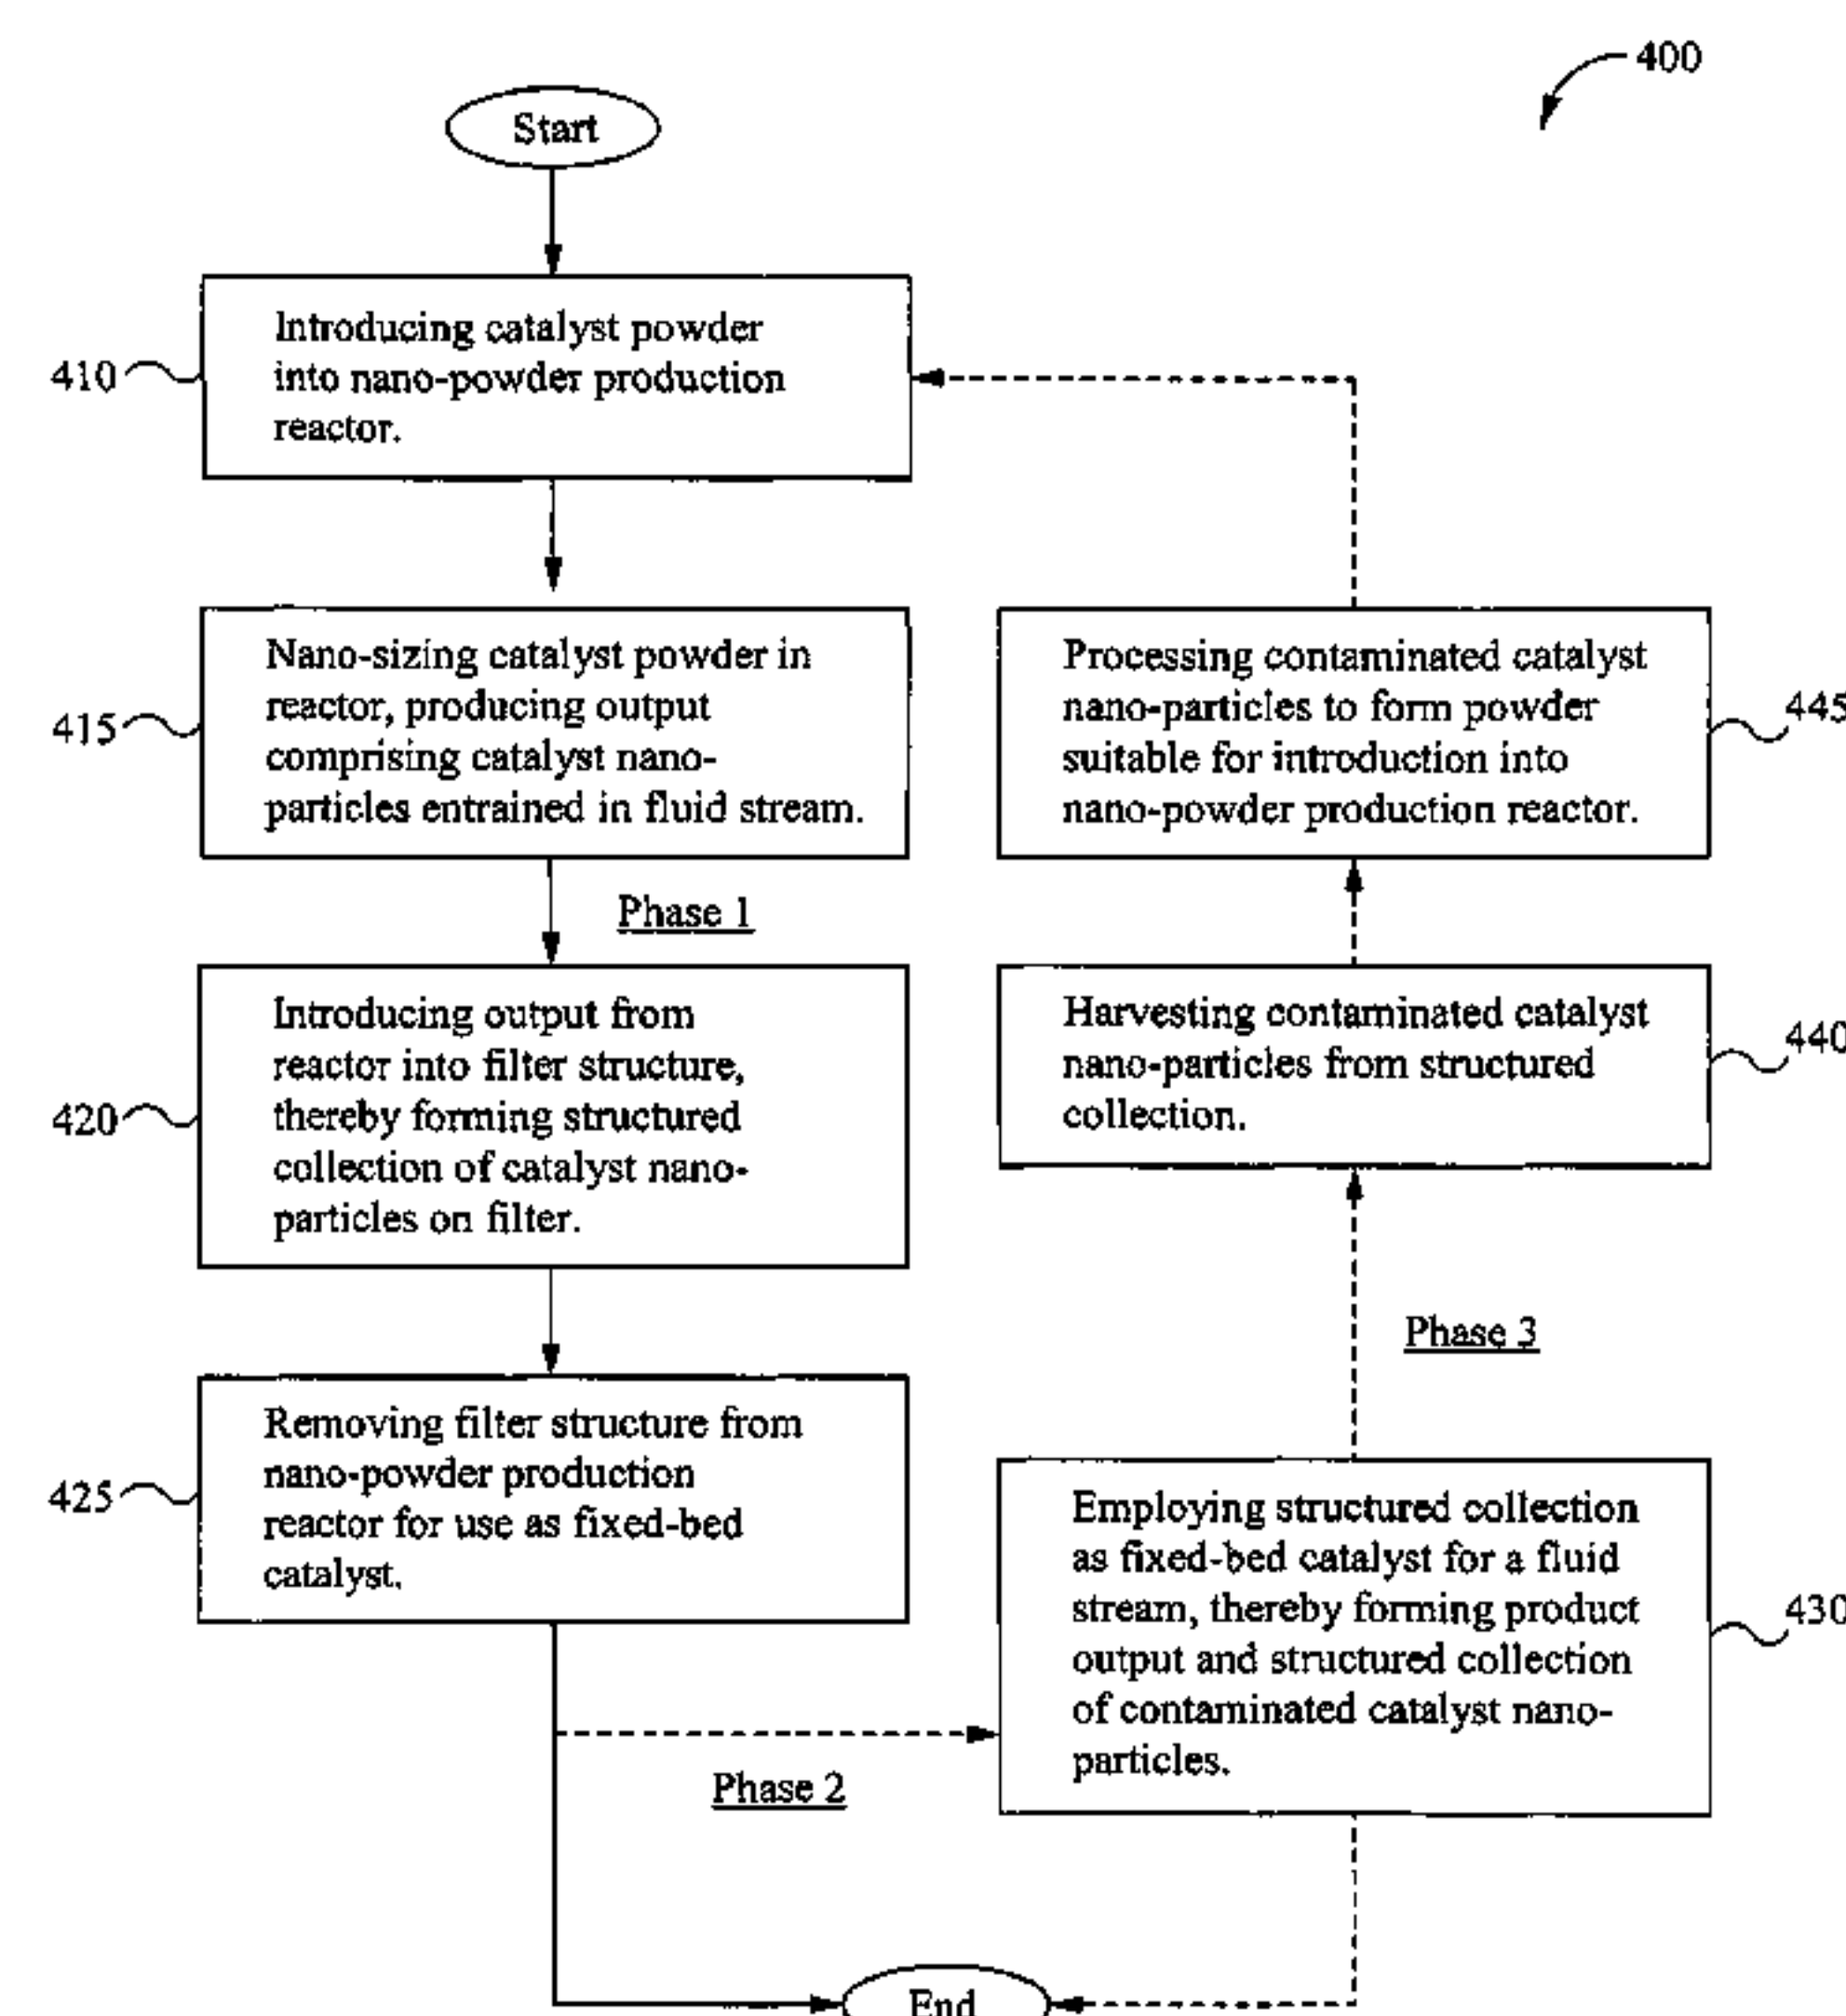 400
Start
410
Introducing catalyst powder
into nano-powder production
reactor.
415
Nano-sizing catalyst powder in
reactor, producing output
comprising catalyst nano-
particles entrained in fluid stream.
Phase 1
420
Introducing output from
reactor into filter structure,
thereby forming structured
collection of catalyst nano-
particles on filter.
425
Removing filter structure from
nano-powder production
reactor for use as fixed-bed
catalyst.
Phase 2
Employing structured collection
as fixed-bed catalyst for a fluid
stream, thereby forming product
output and structured collection
of contaminated catalyst nano-
particles.
430
Phase 3
Harvesting contaminated catalyst
nano-particles from structured
collection.
440
Processing contaminated catalyst
nano-particles to form powder
suitable for introduction into
nano-powder production reactor.
445
End